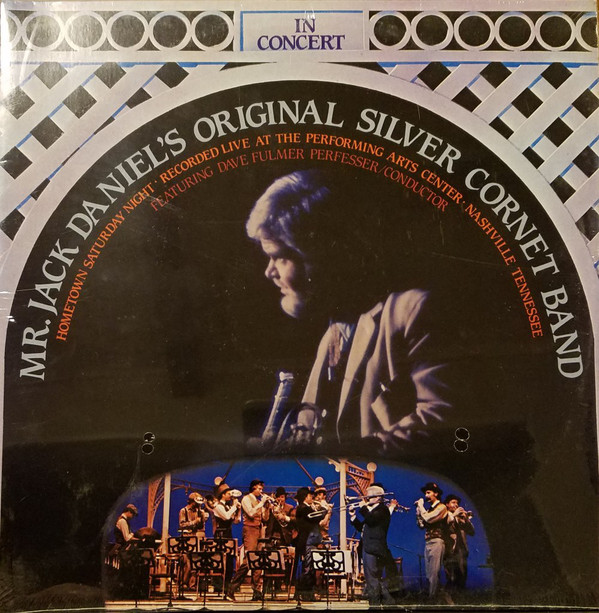 IN
CONCERT
MR. JACK DANIEL'S ORIGINAL SILVER CORNET BAND
HOMETOWN SATURDAY NIGHT · RECORDED LIVE AT THE PERFORMING ARTS CENTER · NASHVILLE TENNESSEE
FEATURING DAVE FULMER PERFESSER/CONDUCTOR